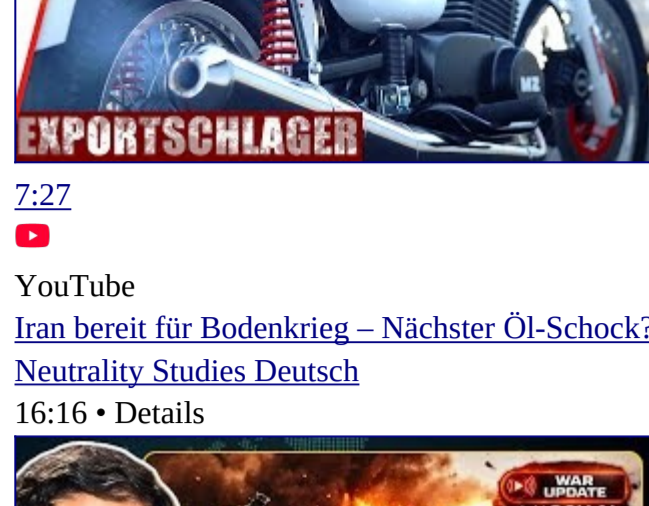 MZ
EXPORTSCHLAGER
7:27
YouTube
Iran bereit für Bodenkrieg – Nächster Öl-Schock?
Neutrality Studies Deutsch
16:16 • Details
WAR
UPDATE